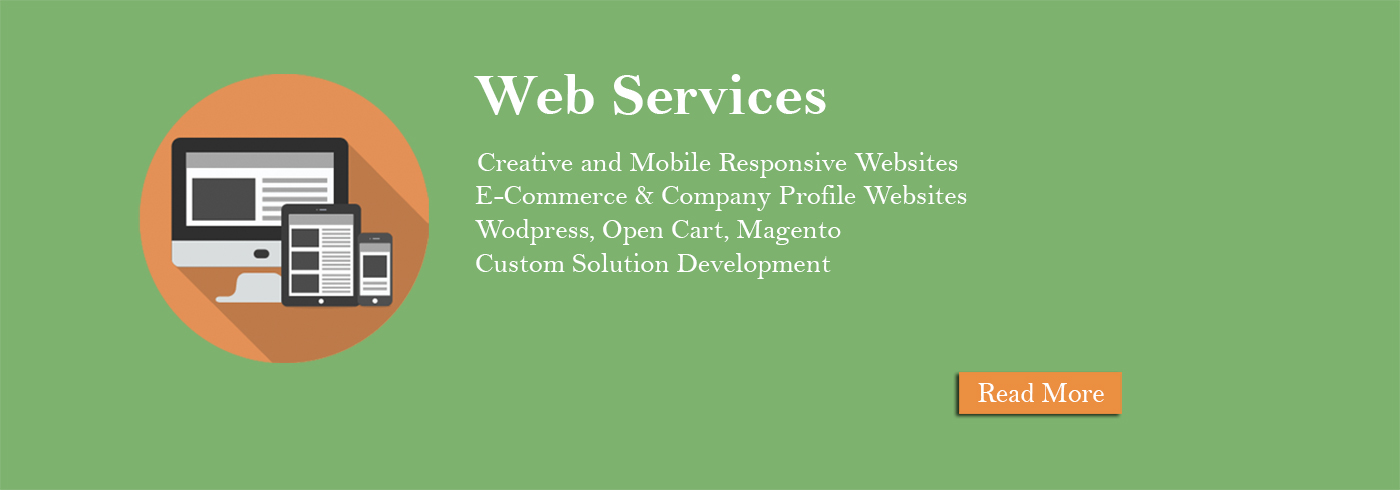 Web Services
Creative and Mobile Responsive Websites
E-Commerce & Company Profile Websites
Wodpress, Open Cart, Magento
Custom Solution Development
Read More